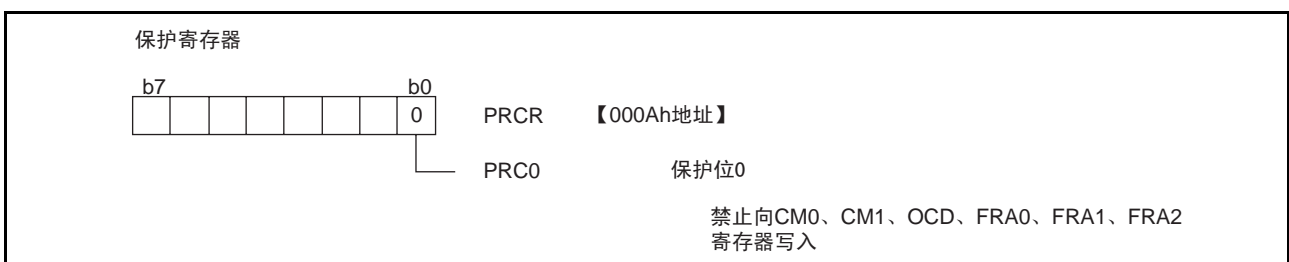 保护寄存器
b7 b0
0 PRCR 【000Ah地址】
PRC0 保护位0
禁止向CM0、CM1、OCD、FRA0、FRA1、FRA2
寄存器写入